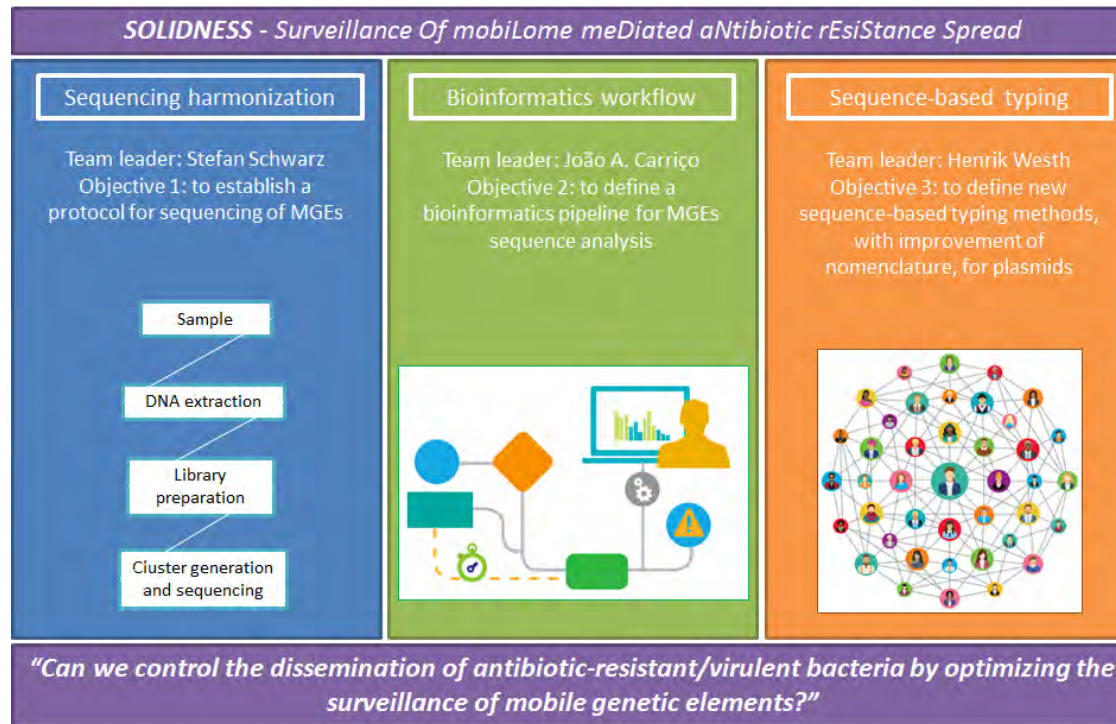 SOLIDNESS - Surveillance Of mobiLome meDiated aNtibiotic rEsiStance Spread
Sequencing harmonization
Team leader: Stefan Schwarz
Objective 1: to establish a
protocol for sequencing of MGEs
Sample
DNA extraction
Library
preparation
Cluster generation
and sequencing
Bioinformatics workflow
Team leader: João A. Carriço
Objective 2: to define a
bioinformatics pipeline for MGEs
sequence analysis
Sequence-based typing
Team leader: Henrik Westh
Objective 3: to define new
sequence-based typing methods,
with improvement of
nomenclature, for plasmids
“Can we control the dissemination of antibiotic-resistant/virulent bacteria by optimizing the
surveillance of mobile genetic elements?”